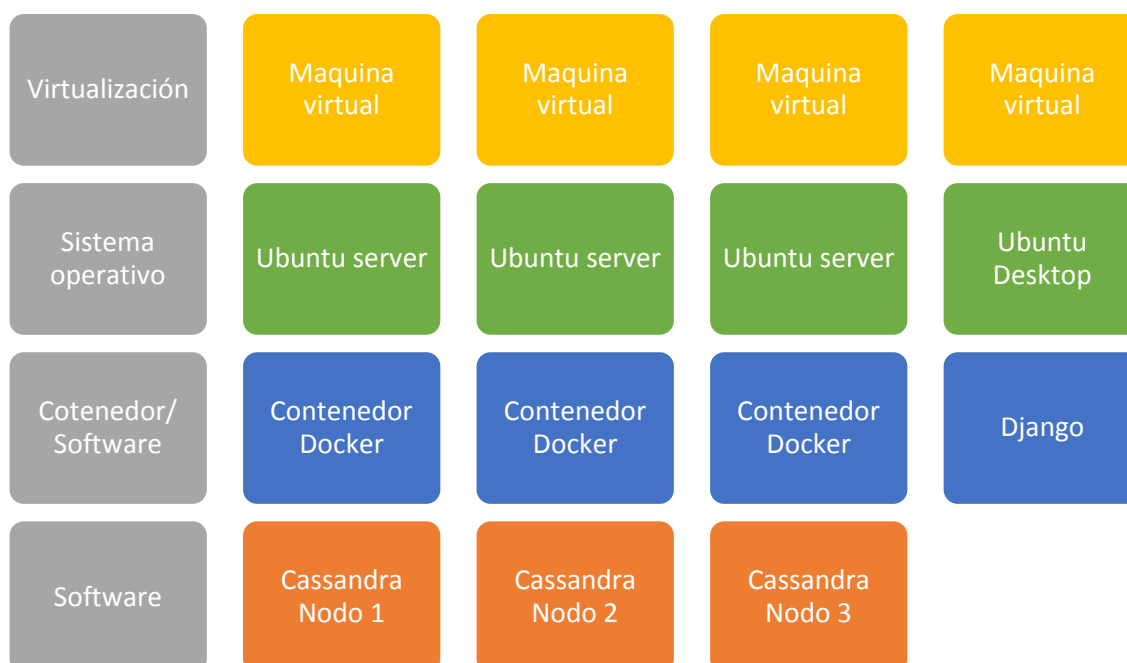 Virtualización
Maquina
virtual
Maquina
virtual
Maquina
virtual
Maquina
virtual
Sistema
operativo
Ubuntu server
Ubuntu server
Ubuntu server
Ubuntu
Desktop
Cotenedor/
Software
Contenedor
Docker
Contenedor
Docker
Contenedor
Docker
Django
Software
Cassandra
Nodo 1
Cassandra
Nodo 2
Cassandra
Nodo 3